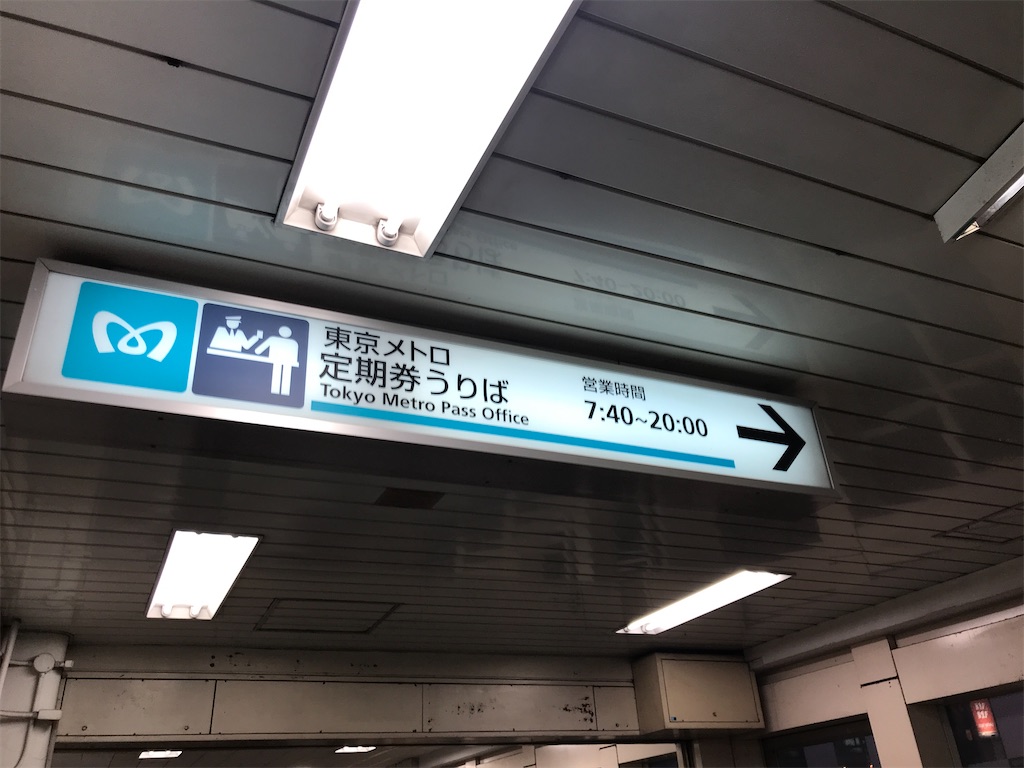 東京メトロ
定期券うりば
Tokyo Metro Pass Office
営業時間
7:40~20:00